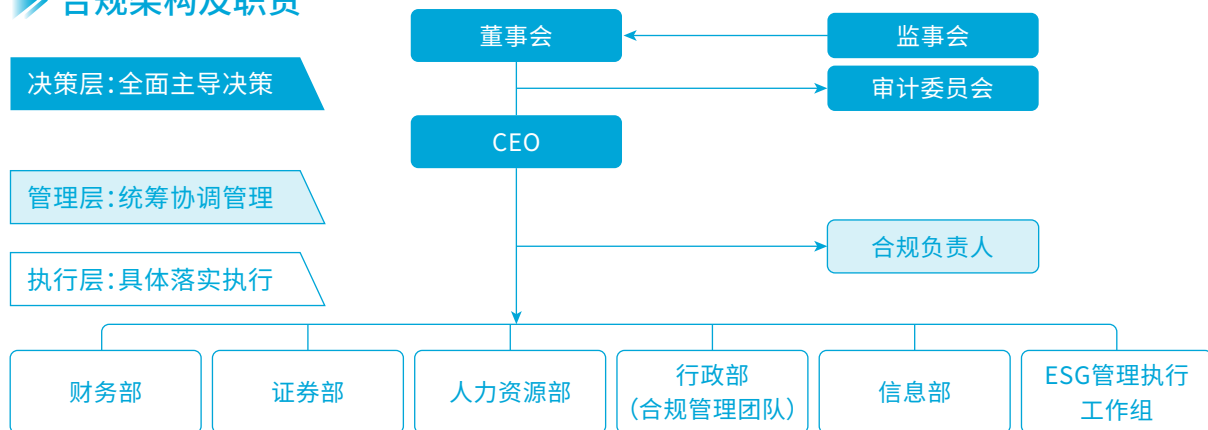 合规架构及职责
董事会
监事会
决策层：全面主导决策
审计委员会
CEO
管理层：统筹协调管理
合规负责人
执行层：具体落实执行
财务部
证券部
人力资源部
行政部
（合规管理团队）
信息部
ESG管理执行
工作组